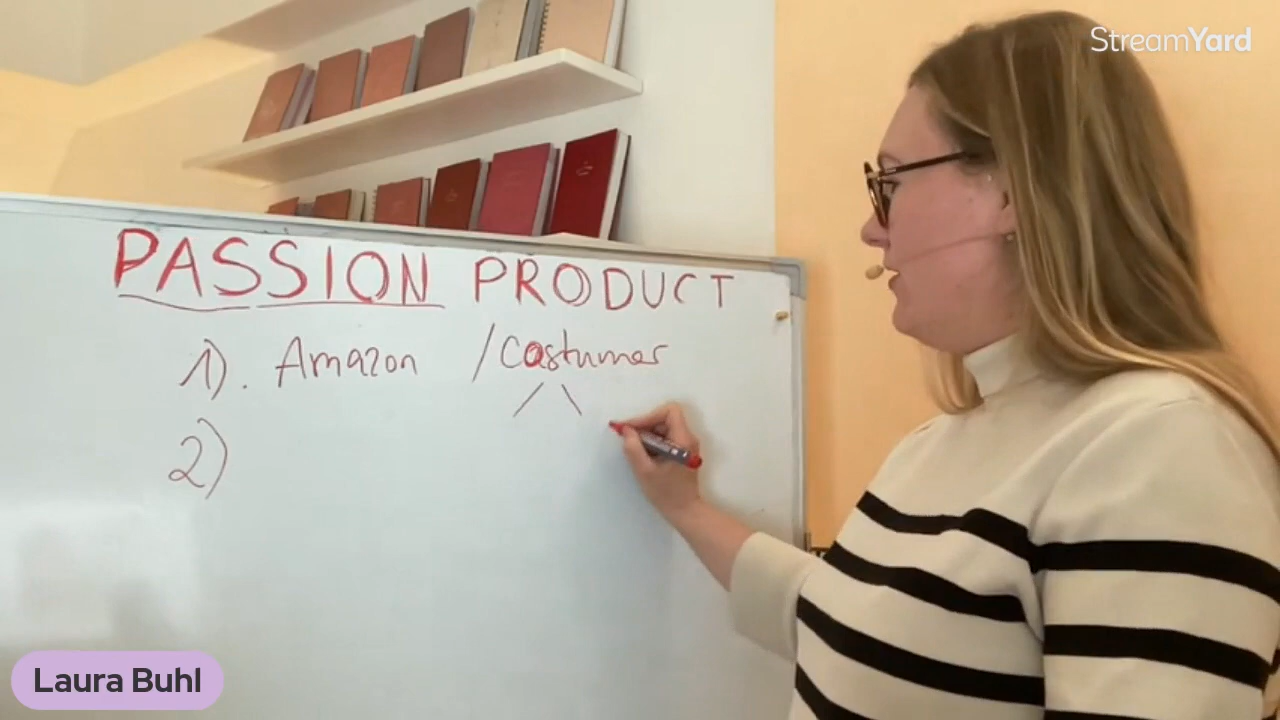 StreamYard
PASSION PRODUCT
1). Amazon / Costumer
2)
Laura Buhl